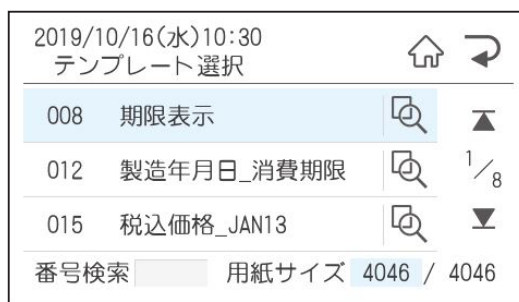 2019/10/16(水)10:30
テンプレート選択
008 期限表示
012 製造年月日_消費期限
1/8
015 税込価格_JAN13
番号検索 用紙サイズ 4046 / 4046